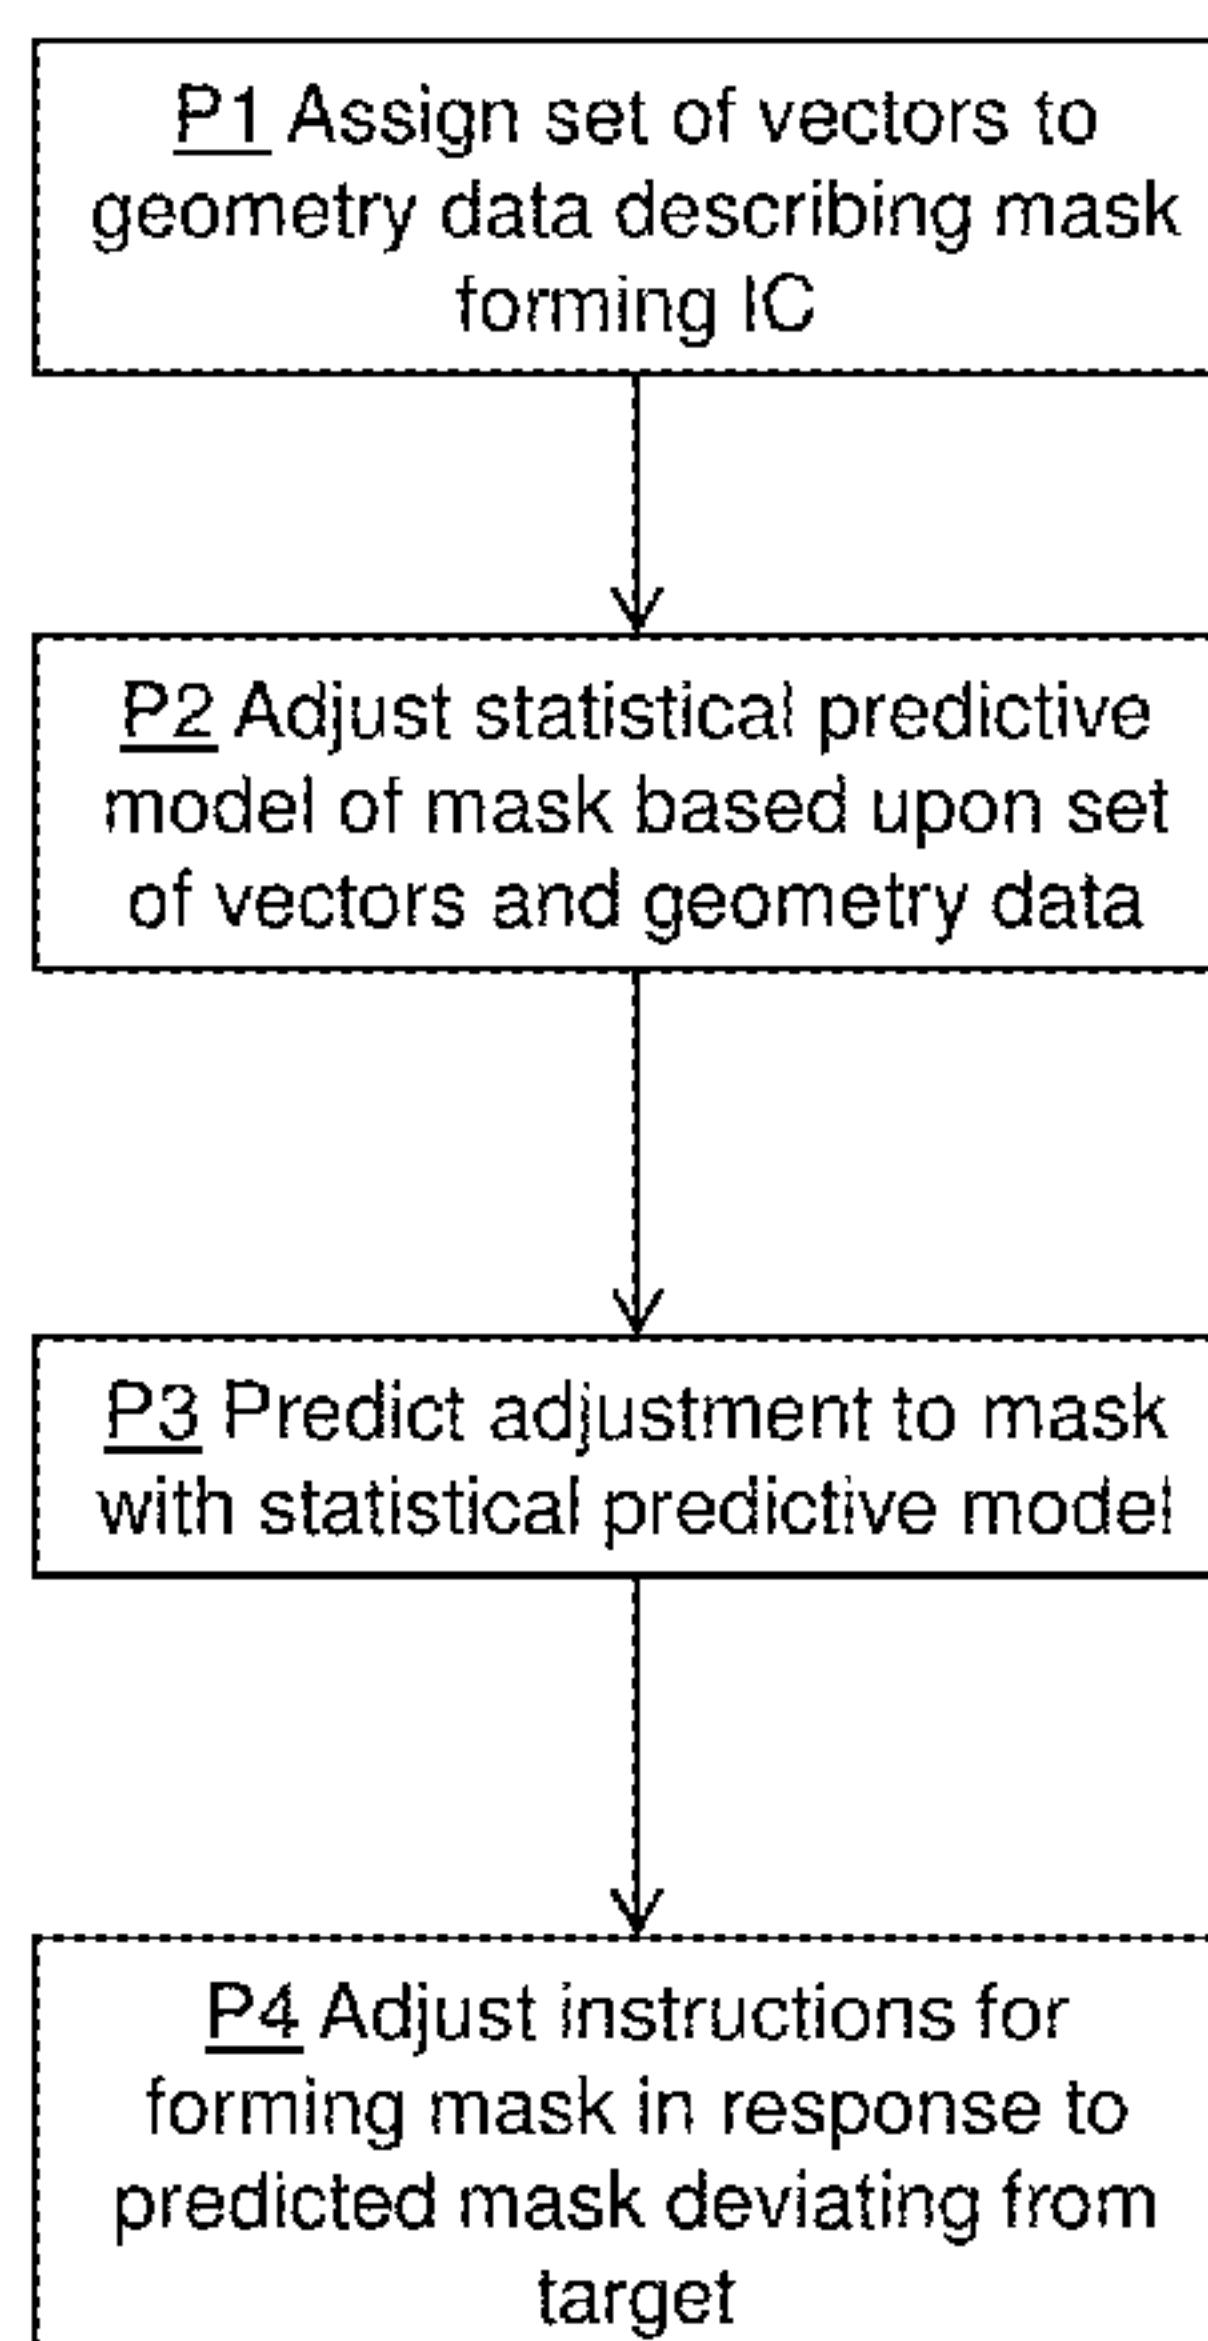 P1 Assign set of vectors to
geometry data describing mask
forming IC
P2 Adjust statistical predictive
model of mask based upon set
of vectors and geometry data
P3 Predict adjustment to mask
with statistical predictive model
P4 Adjust instructions for
forming mask in response to
predicted mask deviating from
target